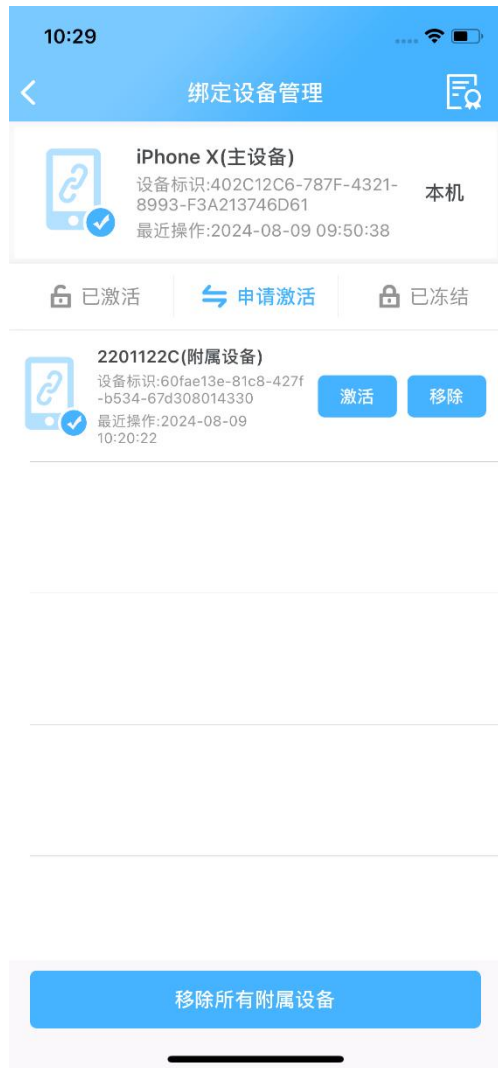 10:29
绑定设备管理
iPhone X(主设备)
设备标识:402C12C6-787F-4321-
8993-F3A213746D61
最近操作:2024-08-09 09:50:38
本机
已激活
申请激活
已冻结
2201122C(附属设备)
设备标识:60fae13e-81c8-427f
-b534-67d308014330
最近操作:2024-08-09
10:20:22
激活
移除
移除所有附属设备